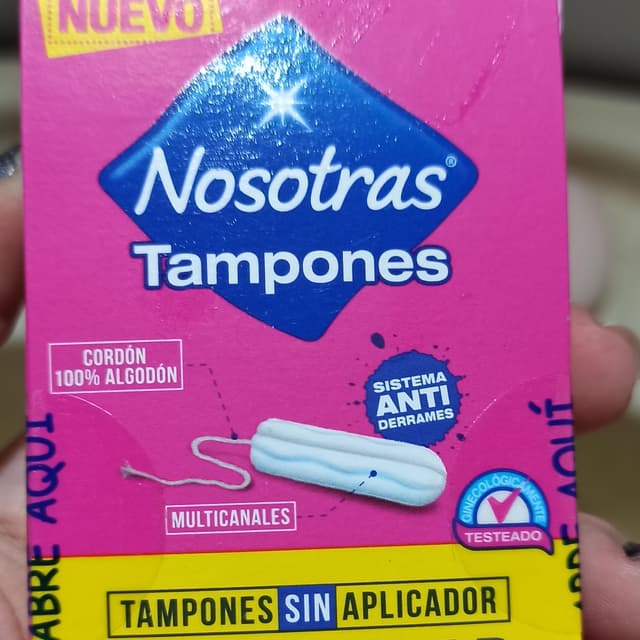 NUEVO
Nosotras®
Tampones
CORDÓN
100% ALGODÓN
SISTEMA
ANTI
DERRAMES
MULTICANALES
GINECOLÓGICAMENTE
TESTEADO
ABRE AQUÍ
ABRE AQUÍ
TAMPONES SIN APLICADOR